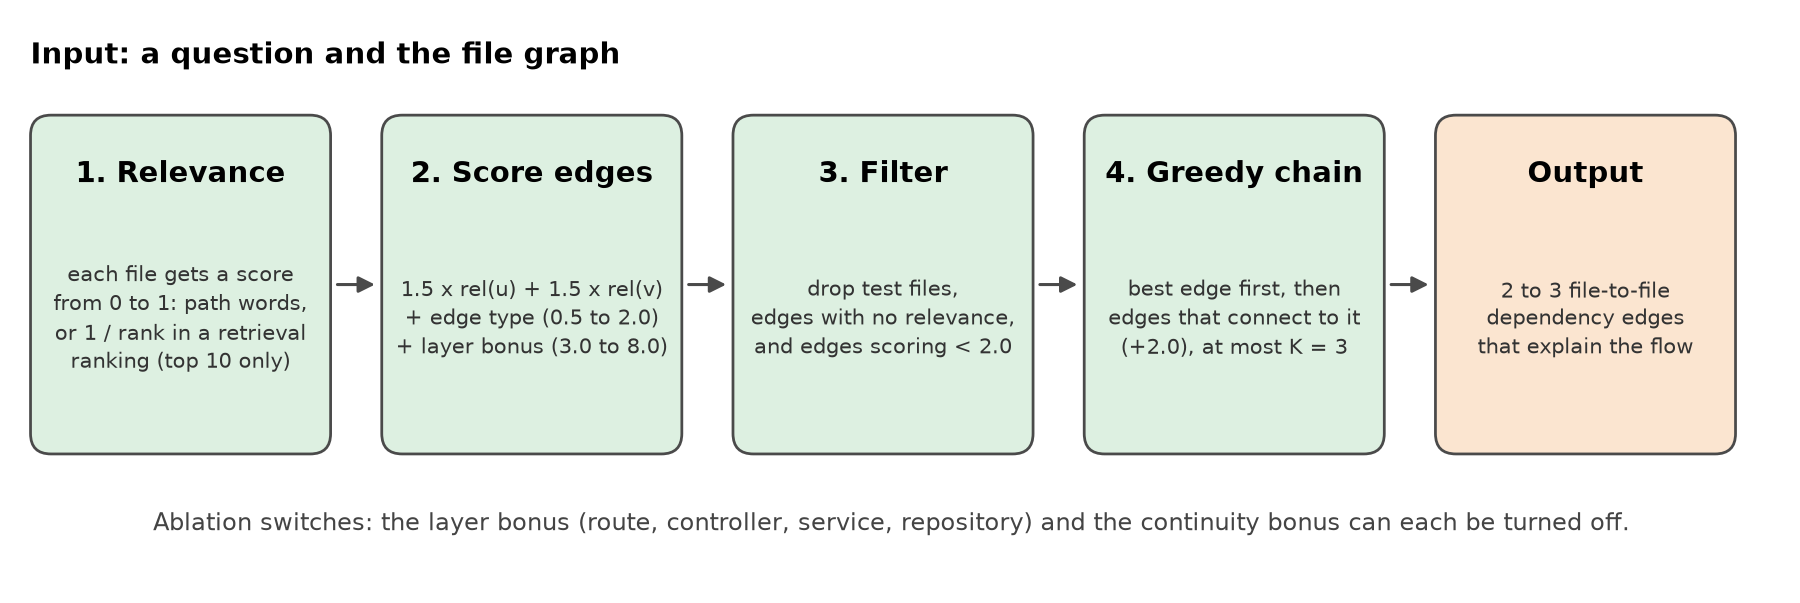 Input: a question and the file graph
1. Relevance
each file gets a score
from 0 to 1: path words,
or 1 / rank in a retrieval
ranking (top 10 only)
2. Score edges
1.5 x rel(u) + 1.5 x rel(v)
+ edge type (0.5 to 2.0)
+ layer bonus (3.0 to 8.0)
3. Filter
drop test files,
edges with no relevance,
and edges scoring < 2.0
4. Greedy chain
best edge first, then
edges that connect to it
(+2.0), at most K = 3
Output
2 to 3 file-to-file
dependency edges
that explain the flow
Ablation switches: the layer bonus (route, controller, service, repository) and the continuity bonus can each be turned off.